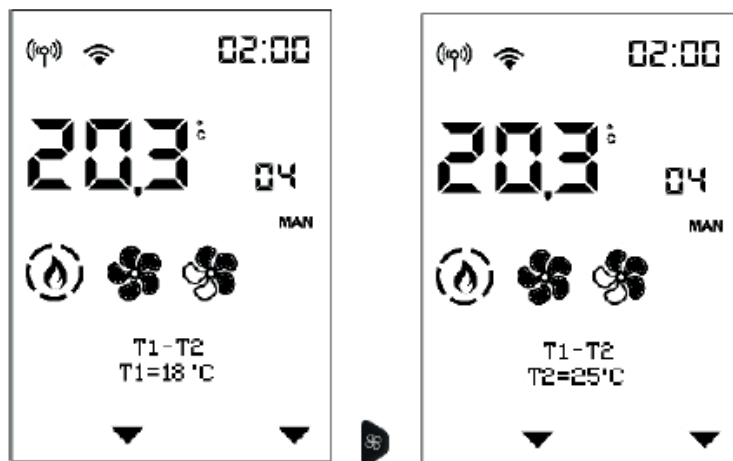 02:00
20.3 °C
04
MAN
T1-T2
T1=18 °C
02:00
20.3 °C
04
MAN
T1-T2
T2=25°C